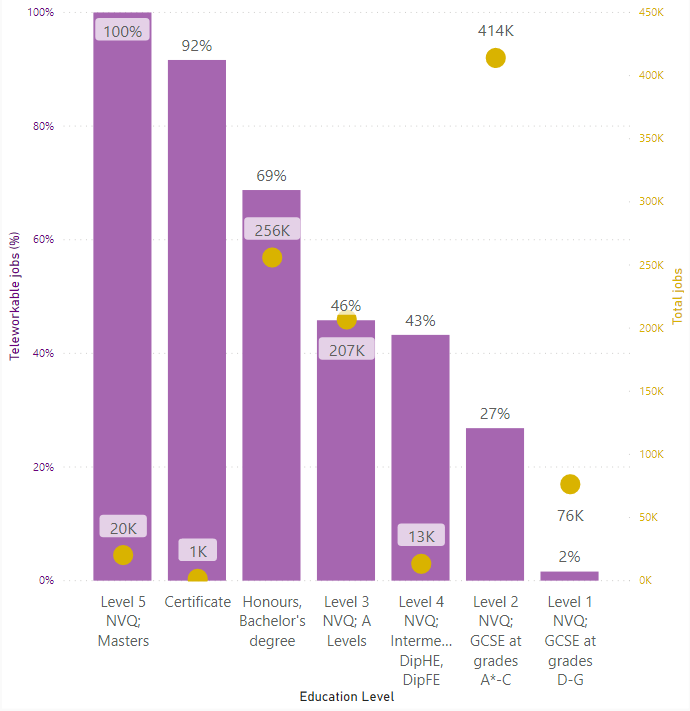 100%
80%
60%
40%
20%
0%
Teleworkable jobs (%)
100%
92%
69%
46%
43%
27%
2%
20K
1K
256K
207K
13K
414K
76K
450K
400K
350K
300K
250K
200K
150K
100K
50K
0K
Total jobs
Level 5
NVQ;
Masters
Certificate
Honours,
Bachelor's
degree
Level 3
NVQ; A
Levels
Level 4
NVQ;
Interme...
DipHE,
DipFE
Level 2
NVQ;
GCSE at
grades
A*-C
Level 1
NVQ;
GCSE at
grades
D-G
Education Level